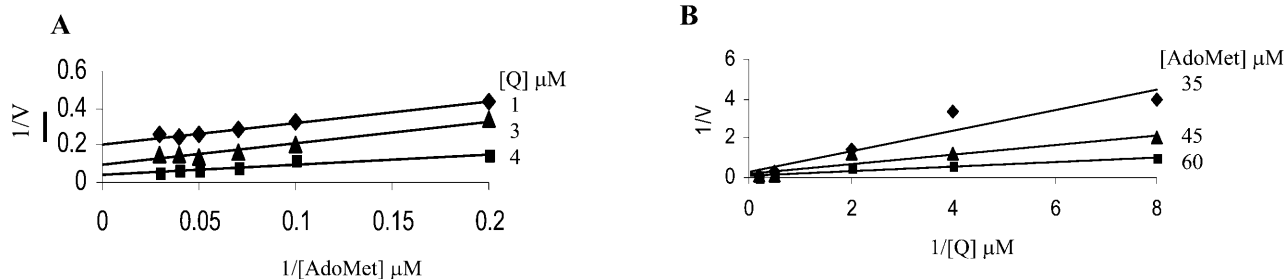 A
0.6
0.4
0.2
0
1/V
0 0.05 0.1 0.15 0.2
1/[AdoMet] μM
[Q] μM
1
3
4
B
6
4
2
0
1/V
0 2 4 6 8
1/[Q] μM
[AdoMet] μM
35
45
60